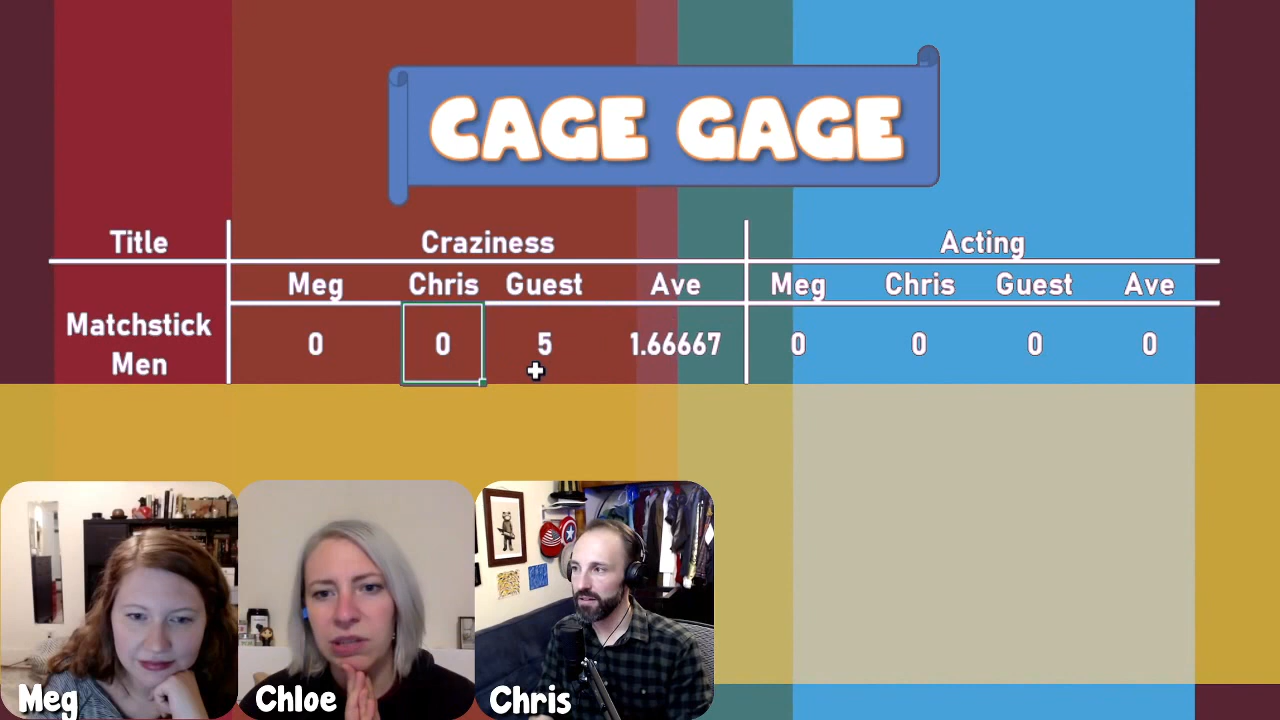 CAGE GAGE
Title Craziness Acting
Meg Chris Guest Ave Meg Chris Guest Ave
Matchstick
Men
0 0 5 1.66667 0 0 0 0
Meg Chloe Chris